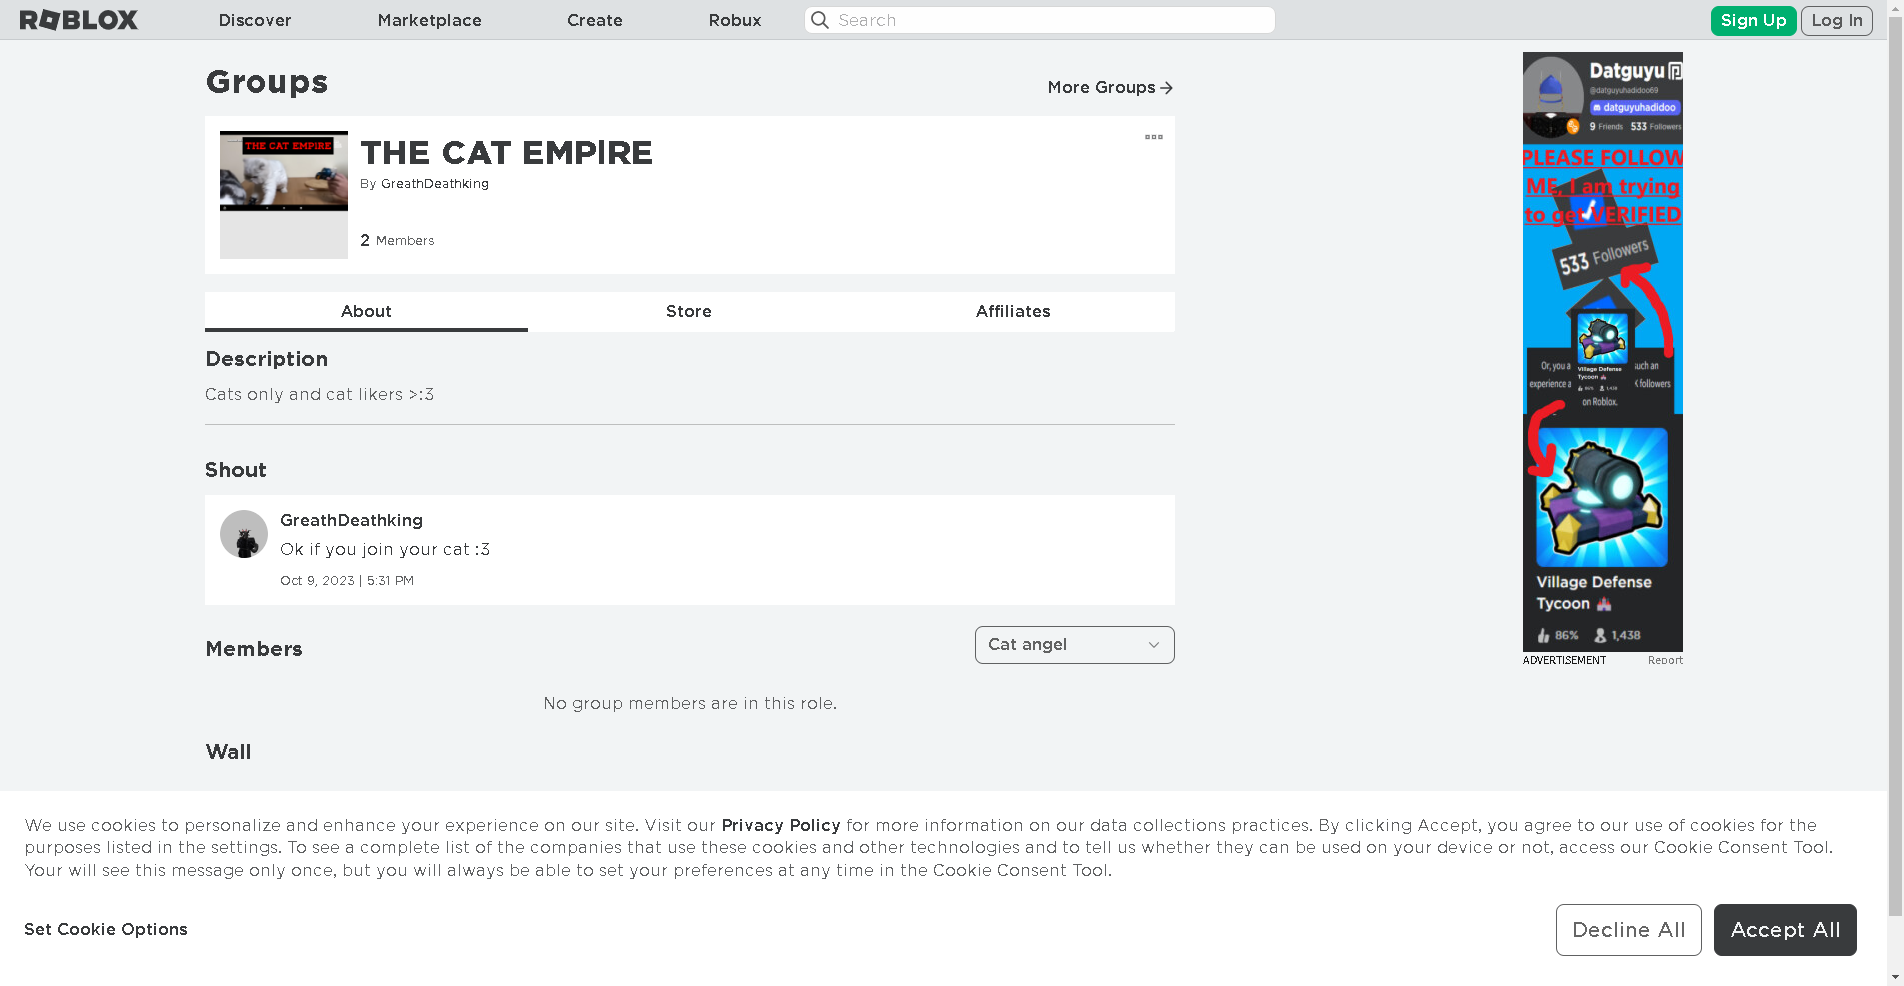 ROBLOX
Discover
Marketplace
Create
Robux
Search
Sign Up
Log In
Groups
More Groups
THE CAT EMPIRE
THE CAT EMPIRE
By GreathDeathking
2 Members
About
Store
Affiliates
Description
Cats only and cat likers >:3
Shout
GreathDeathking
Ok if you join your cat :3
Oct 9, 2023 | 5:31 PM
Members
Cat angel
No group members are in this role.
Wall
Datguyu
@datguyuhadidoo69
datguyuhadidoo
9 Friends 533 Followers
PLEASE FOLLOW
ME, I am trying
to get VERIFIED
533 Followers
Or, you a
such an
Village Defense
Tycoon
experience a
followers
86% 1,438
on Roblox.
Village Defense
Tycoon
86% 1,438
ADVERTISEMENT
Report
We use cookies to personalize and enhance your experience on our site. Visit our Privacy Policy for more information on our data collections practices. By clicking Accept, you agree to our use of cookies for the
purposes listed in the settings. To see a complete list of the companies that use these cookies and other technologies and to tell us whether they can be used on your device or not, access our Cookie Consent Tool.
Your will see this message only once, but you will always be able to set your preferences at any time in the Cookie Consent Tool.
Set Cookie Options
Decline All
Accept All